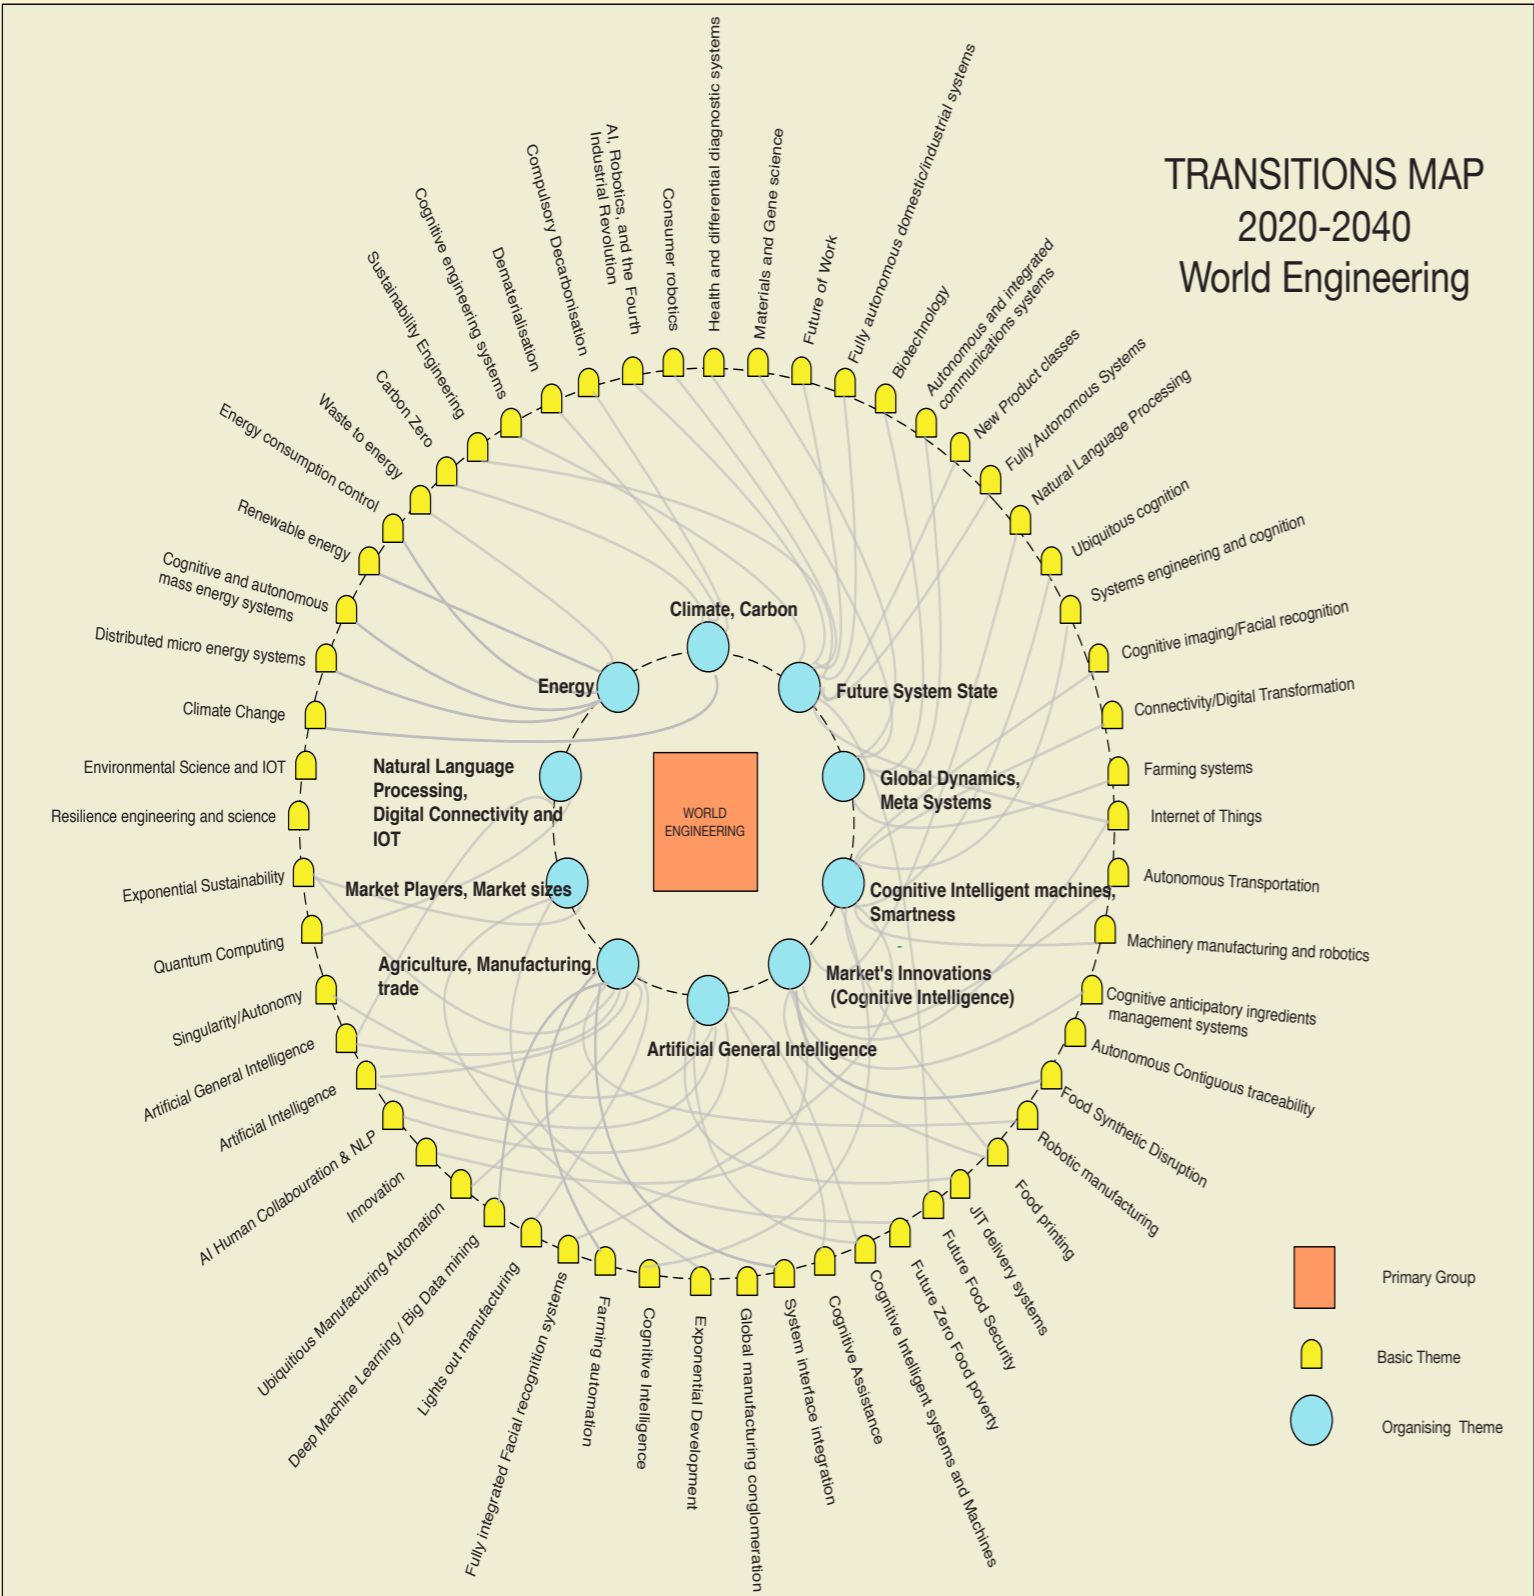 TRANSITIONS MAP
2020-2040
World Engineering
Health and differential diagnostic systems
Materials and Gene science
Future of Work
Fully autonomous domestic/industrial systems
Biotechnology
Autonomous and integrated
communications systems
New Product classes
Fully Autonomous Systems
Natural Language Processing
Ubiquitous cognition
Systems engineering and cognition
Cognitive imaging/Facial recognition
Connectivity/Digital Transformation
Farming systems
Internet of Things
Autonomous Transportation
Machinery manufacturing and robotics
Cognitive anticipatory ingredients
management systems
Autonomous Contiguous traceability
Food Synthetic Disruption
Robotic manufacturing
Food printing
JIT delivery systems
Future Food Security
Future Zero Food poverty
Cognitive Intelligent systems and Machines
Cognitive Assistance
System interface integration
Global manufacturing conglomeration
Exponential Development
Cognitive Intelligence
Farming automation
Fully integrated Facial recognition systems
Lights out manufacturing
Deep Machine Learning / Big Data mining
Ubiquitious Manufacturing Automation
Innovation
AI Human Collabouration & NLP
Artificial Intelligence
Artificial General Intelligence
Singularity/Autonomy
Quantum Computing
Exponential Sustainability
Resilience engineering and science
Environmental Science and IOT
Climate Change
Distributed micro energy systems
Cognitive and autonomous
mass energy systems
Renewable energy
Energy consumption control
Waste to energy
Carbon Zero
Sustainability Engineering
Cognitive engineering systems
Dematerialisation
Compulsory Decarbonisation
AI, Robotics, and the Fourth
Industrial Revolution
Consumer robotics
Climate, Carbon
Future System State
Global Dynamics,
Meta Systems
Cognitive Intelligent machines,
Smartness
Market's Innovations
(Cognitive Intelligence)
Artificial General Intelligence
Agriculture, Manufacturing,
trade
Market Players, Market sizes
Natural Language
Processing,
Digital Connectivity and
IOT
Energy
WORLD
ENGINEERING
Primary Group
Basic Theme
Organising Theme